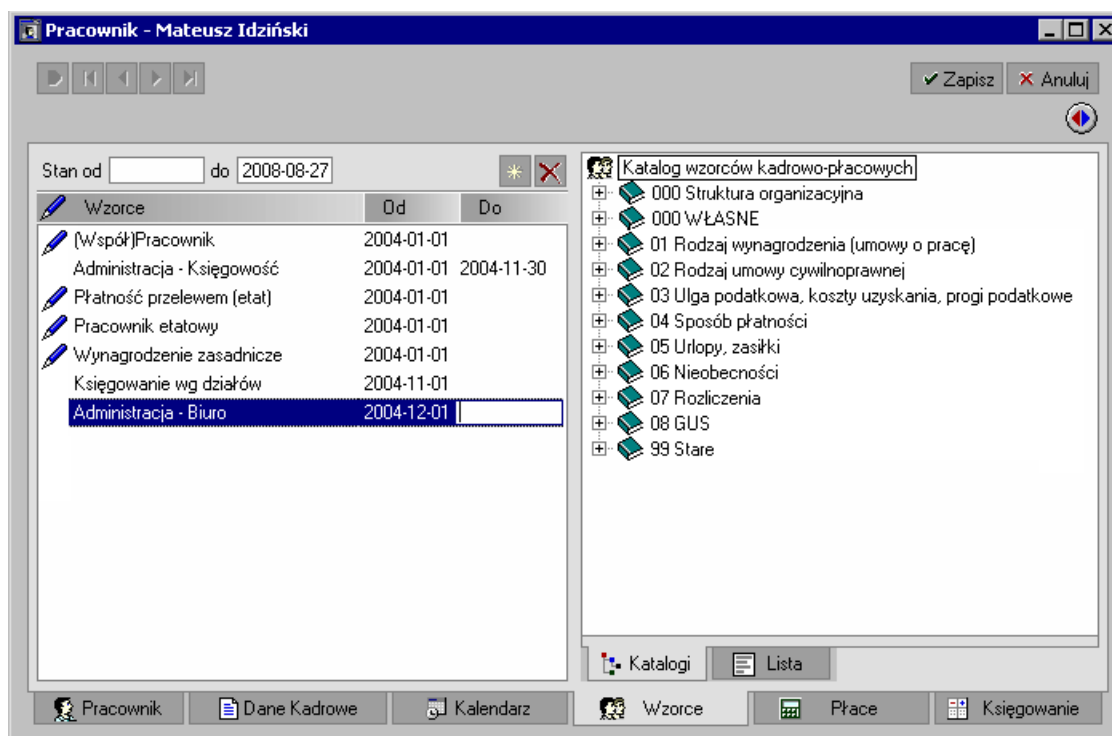 Pracownik - Mateusz Idziński
Zapisz Anuluj
Stan od do 2008-08-27
Wzorce Od Do
(Współ)Pracownik 2004-01-01
Administracja - Księgowość 2004-01-01 2004-11-30
Płatność przelewem (etat) 2004-01-01
Pracownik etatowy 2004-01-01
Wynagrodzenie zasadnicze 2004-01-01
Księgowanie wg działów 2004-11-01
Administracja - Biuro 2004-12-01
Katalog wzorców kadrowo-płacowych
000 Struktura organizacyjna
000 WŁASNE
01 Rodzaj wynagrodzenia (umowy o pracę)
02 Rodzaj umowy cywilnoprawnej
03 Ulga podatkowa, koszty uzyskania, progi podatkowe
04 Sposób płatności
05 Urlopy, zasiłki
06 Nieobecności
07 Rozliczenia
08 GUS
99 Stare
Katalogi Lista
Pracownik Dane Kadrowe Kalendarz Wzorce Płace Księgowanie